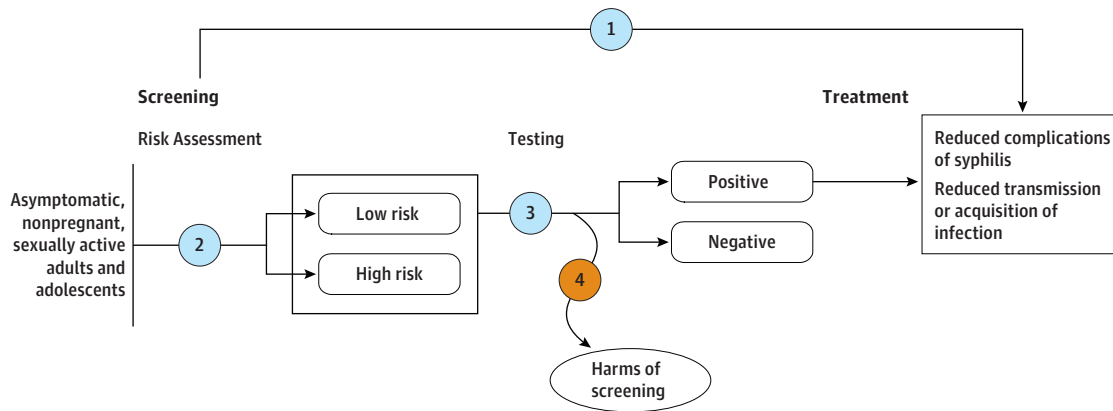 1
Screening
Treatment
Risk Assessment
Testing
Asymptomatic,
nonpregnant,
sexually active
adults and
adolescents
2
Low risk
High risk
3
4
Positive
Negative
Harms of
screening
Reduced complications
of syphilis
Reduced transmission
or acquisition of
infection